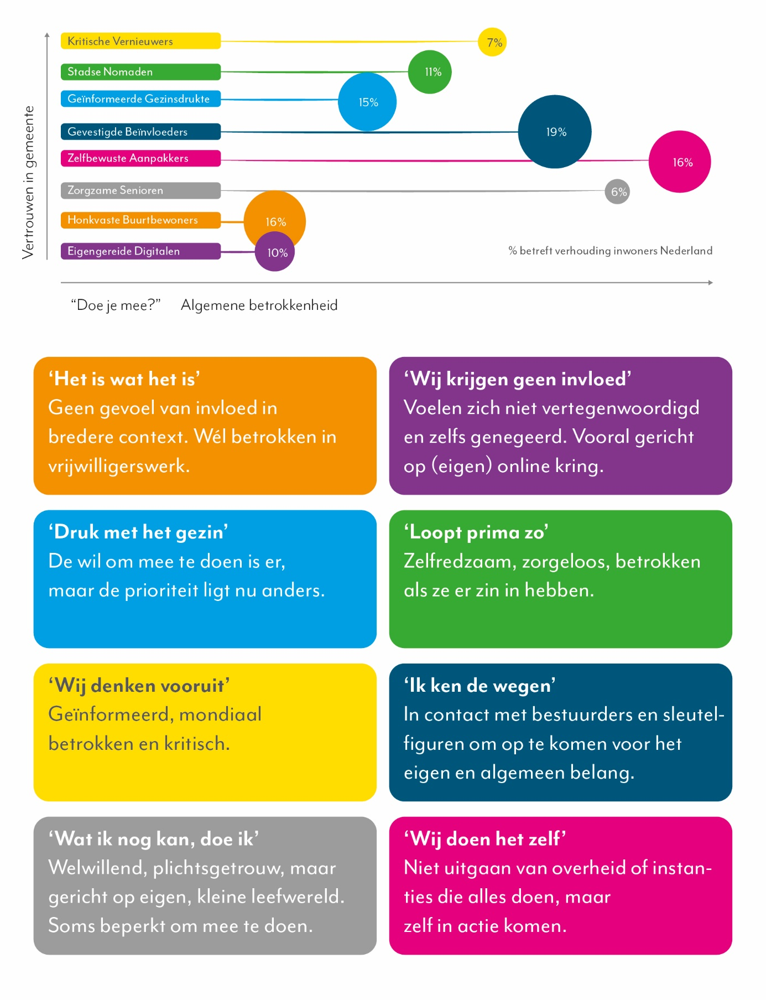 Kritische Vernieuwers
7%
Stadse Nomaden
11%
Geïnformeerde Gezinsdrukte
15%
Gevestigde Beïnvloeders
19%
Zelfbewuste Aanpakkers
16%
Zorgzame Senioren
6%
Honkvaste Buurtbewoners
16%
Eigengereide Digitalen
10%
% betreft verhouding inwoners Nederland
Vertrouwen in gemeente
“Doe je mee?” Algemene betrokkenheid
‘Het is wat het is’
Geen gevoel van invloed in
bredere context. Wél betrokken in
vrijwilligerswerk.
‘Wij krijgen geen invloed’
Voelen zich niet vertegenwoordigd
en zelfs genegeerd. Vooral gericht
op (eigen) online kring.
‘Druk met het gezin’
De wil om mee te doen is er,
maar de prioriteit ligt nu anders.
‘Loopt prima zo’
Zelfredzaam, zorgeloos, betrokken
als ze er zin in hebben.
‘Wij denken vooruit’
Geïnformeerd, mondiaal
betrokken en kritisch.
‘Ik ken de wegen’
In contact met bestuurders en sleutel-
figuren om op te komen voor het
eigen en algemeen belang.
‘Wat ik nog kan, doe ik’
Welwillend, plichtsgetrouw, maar
gericht op eigen, kleine leefwereld.
Soms beperkt om mee te doen.
‘Wij doen het zelf’
Niet uitgaan van overheid of instan-
ties die alles doen, maar
zelf in actie komen.